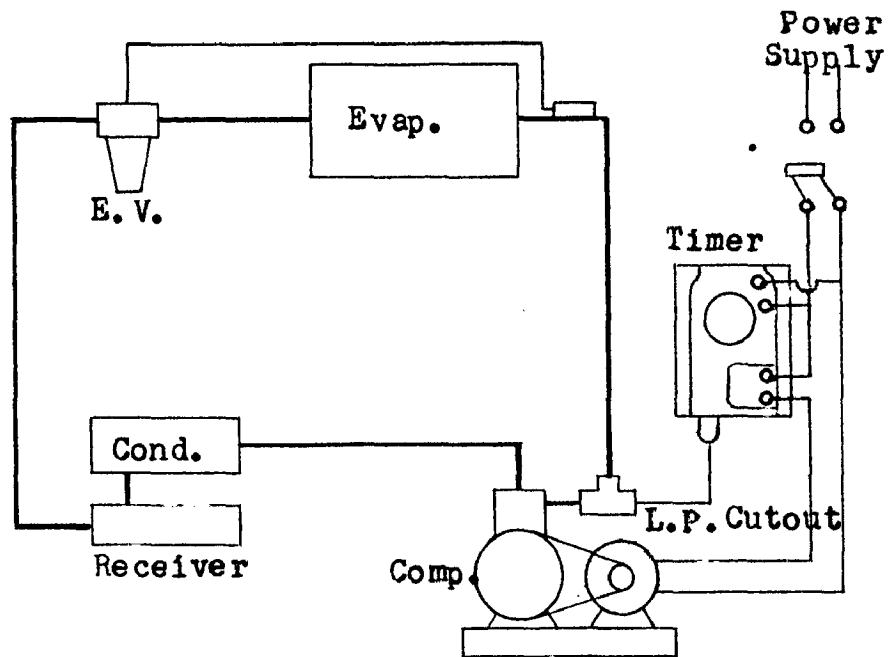 Power
Supply
Evap.
E.V.
Timer
Cond.
L.P.Cutout
Receiver
Comp.